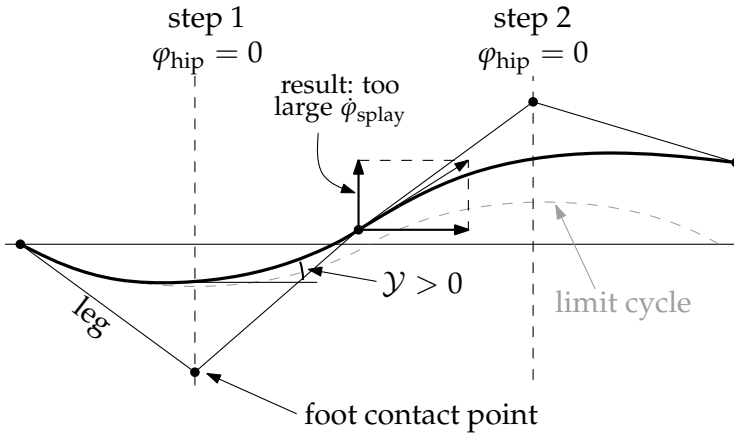 step 1
φhip = 0
step 2
φhip = 0
result: too
large φ̇splay
𝒴 > 0
leg
limit cycle
foot contact point